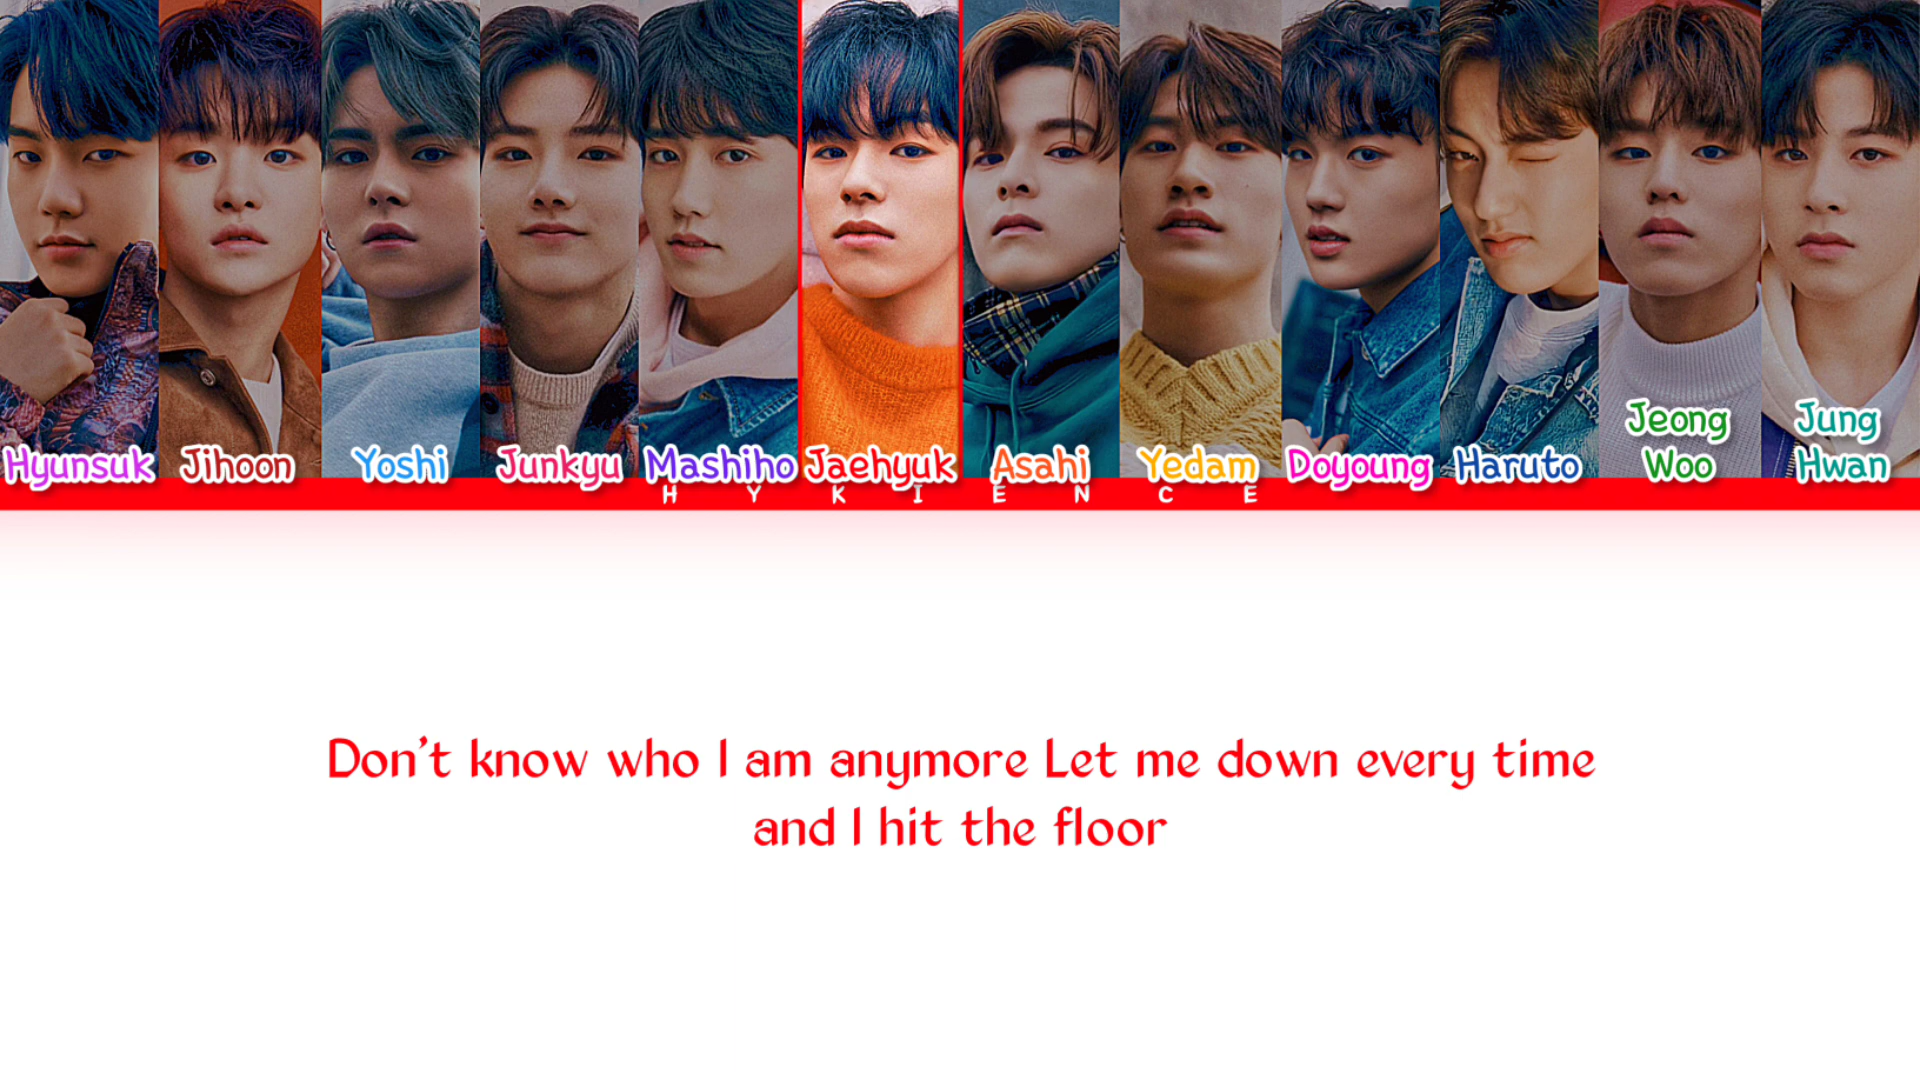 Hyunsuk Jihoon Yoshi Junkyu Mashiho Jaehyuk Asahi Yedam Doyoung Haruto Jeong Woo Jung Hwan
HYKIENCE
Don't know who I am anymore Let me down every time
and I hit the floor